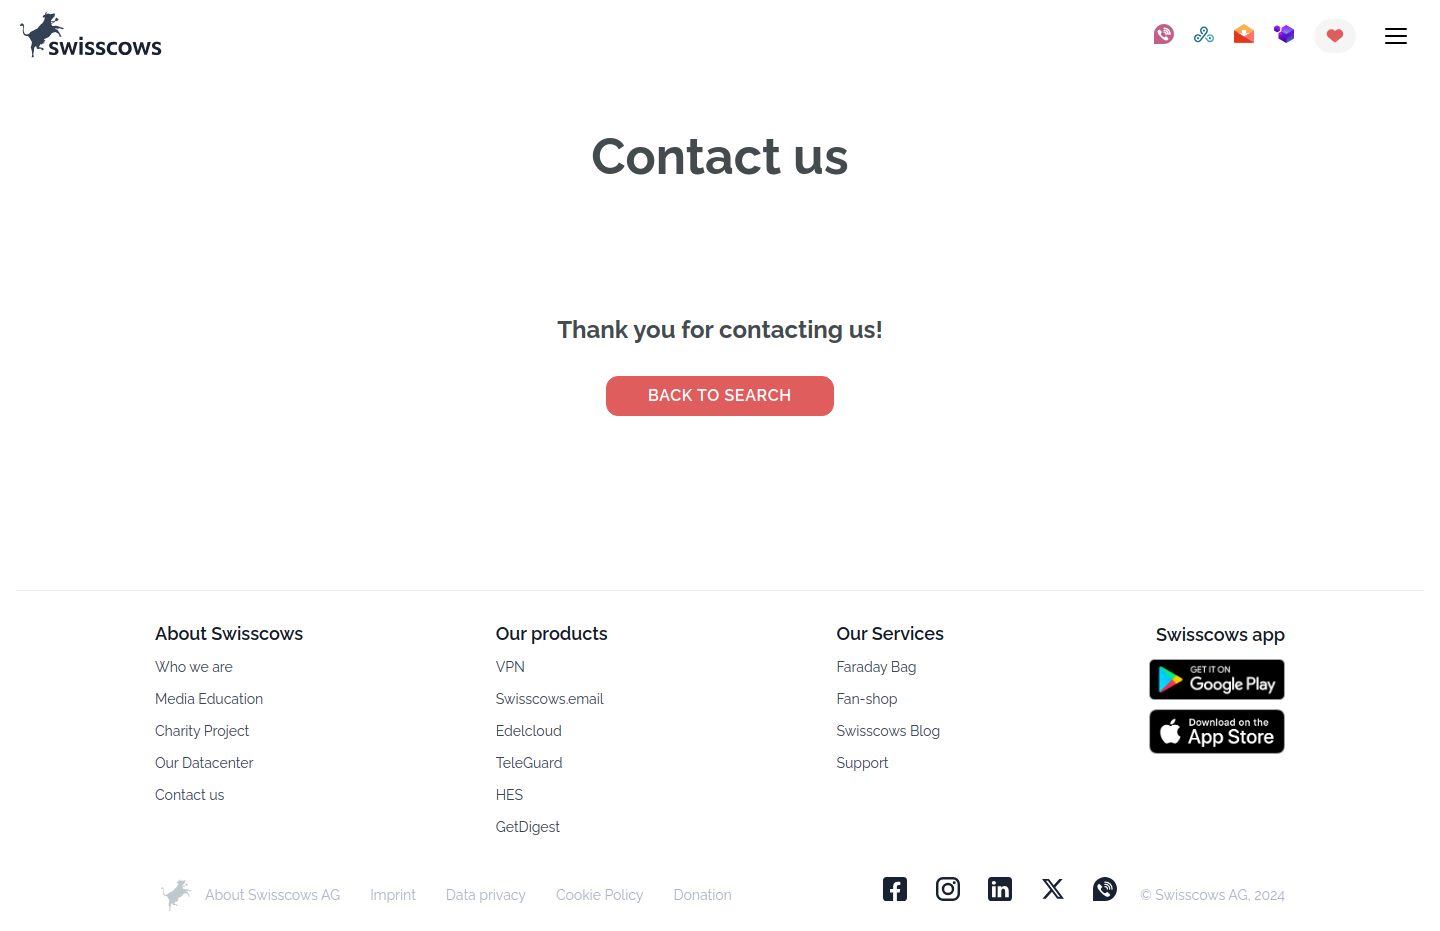 swisscows
Contact us
Thank you for contacting us!
BACK TO SEARCH
About Swisscows
Who we are
Media Education
Charity Project
Our Datacenter
Contact us
Our products
VPN
Swisscows.email
Edelcloud
TeleGuard
HES
GetDigest
Our Services
Faraday Bag
Fan-shop
Swisscows Blog
Support
Swisscows app
GET IT ON
Google Play
Download on the
App Store
About Swisscows AG Imprint Data privacy Cookie Policy Donation © Swisscows AG, 2024